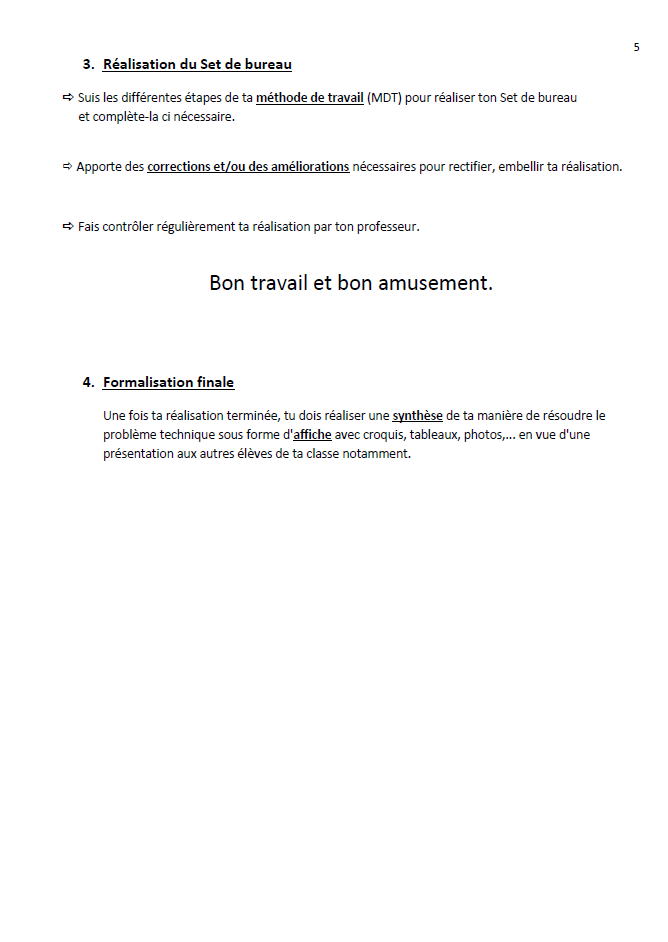 5
3. Réalisation du Set de bureau
⇨ Suis les différentes étapes de ta méthode de travail (MDT) pour réaliser ton Set de bureau
et complète-la ci nécessaire.
⇨ Apporte des corrections et/ou des améliorations nécessaires pour rectifier, embellir ta réalisation.
⇨ Fais contrôler régulièrement ta réalisation par ton professeur.
Bon travail et bon amusement.
4. Formalisation finale
Une fois ta réalisation terminée, tu dois réaliser une synthèse de ta manière de résoudre le
problème technique sous forme d'affiche avec croquis, tableaux, photos,... en vue d'une
présentation aux autres élèves de ta classe notamment.